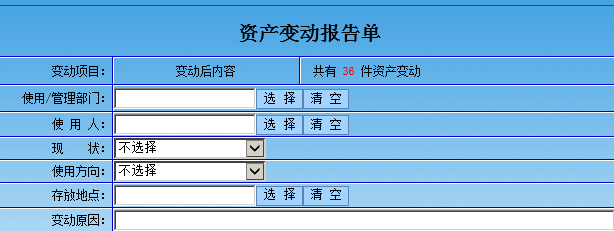 资产变动报告单
变动项目: 变动后内容 共有 36 件资产变动
使用/管理部门: 选 择 清 空
使 用 人: 选 择 清 空
现 状: 不选择
使用方向: 不选择
存放地点: 选 择 清 空
变动原因: